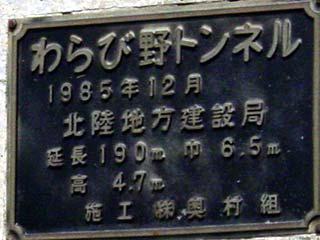 わらび野トンネル
1985年12月
北陸地方建設局
延長190m 巾6.5m
高 4.7m
施工 ㈱奥村組